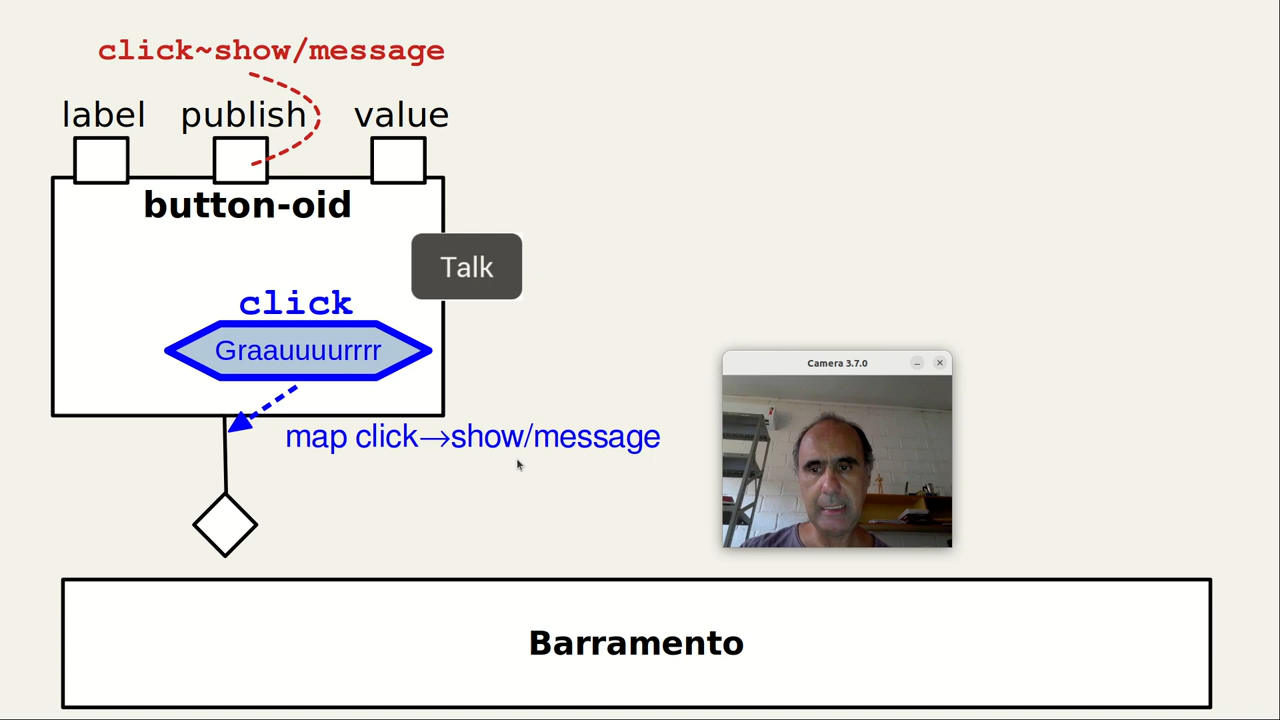 click~show/message
label publish value
button-oid
Talk
click
Graauuuurrrr
Camera 3.7.0
map click→show/message
Barramento